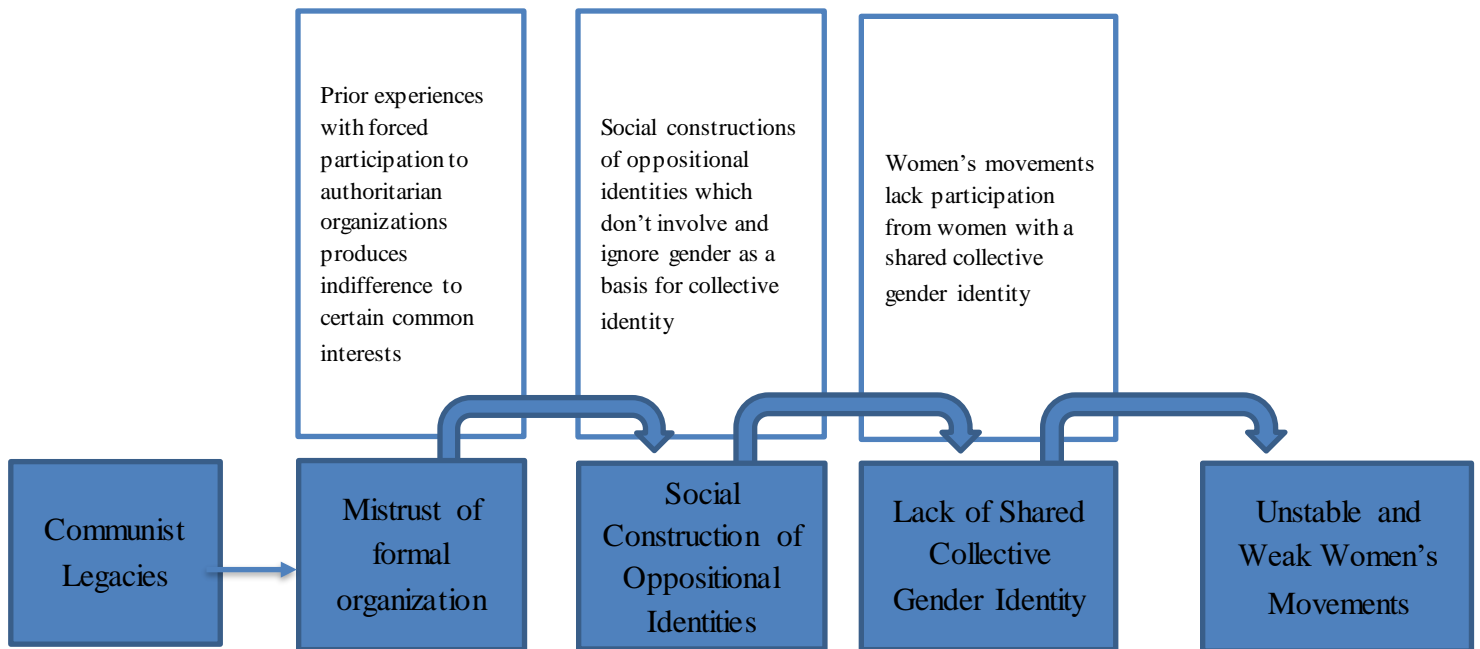 Prior experiences
with forced
participation to
authoritarian
organizations
produces
indifference to
certain common
interests
Social constructions
of oppositional
identities which
don’t involve and
ignore gender as a
basis for collective
identity
Women’s movements
lack participation
from women with a
shared collective
gender identity
Communist
Legacies
Mistrust of
formal
organization
Social
Construction of
Oppositional
Identities
Lack of Shared
Collective
Gender Identity
Unstable and
Weak Women’s
Movements